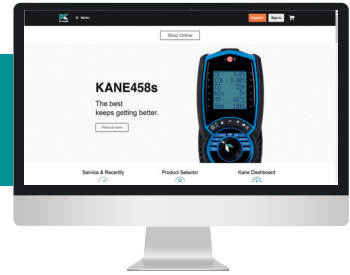 MENU
Register
Sign In
Shop Online
KANE458s
The best
keeps getting better.
Find out more
Service & Recertify
Product Selector
Kane Dashboard